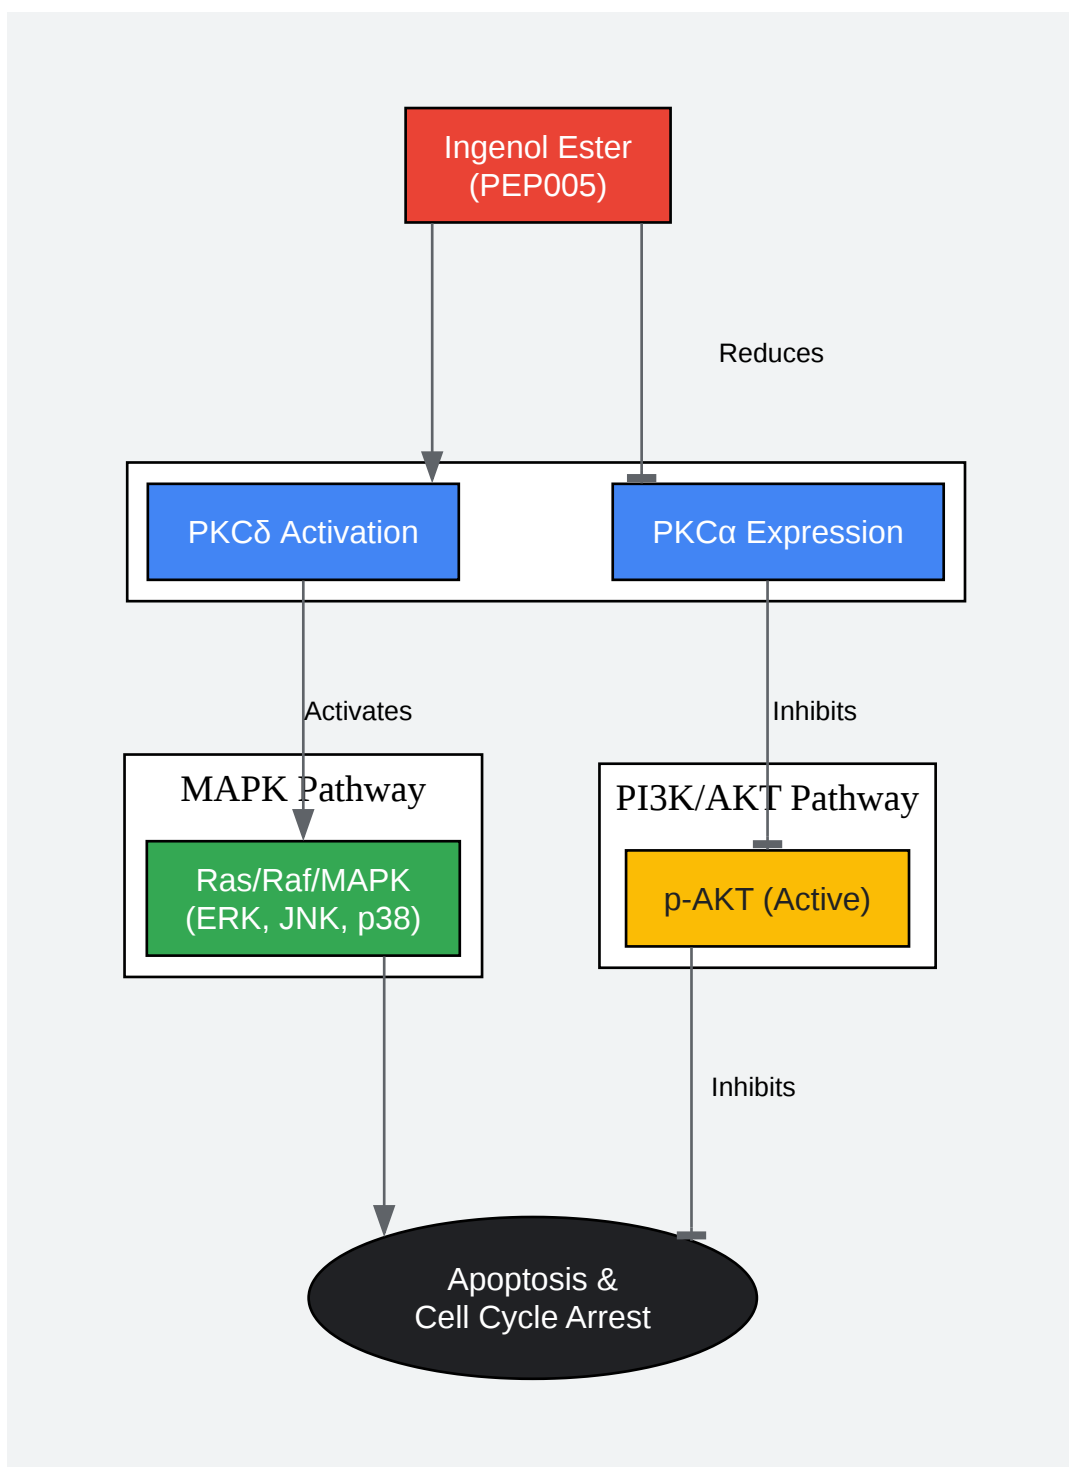 Ingenol Ester
(PEP005)
Reduces
PKCδ Activation
PKCα Expression
Activates
Inhibits
MAPK Pathway
PI3K/AKT Pathway
Ras/Raf/MAPK
(ERK, JNK, p38)
p-AKT (Active)
Inhibits
Apoptosis &
Cell Cycle Arrest